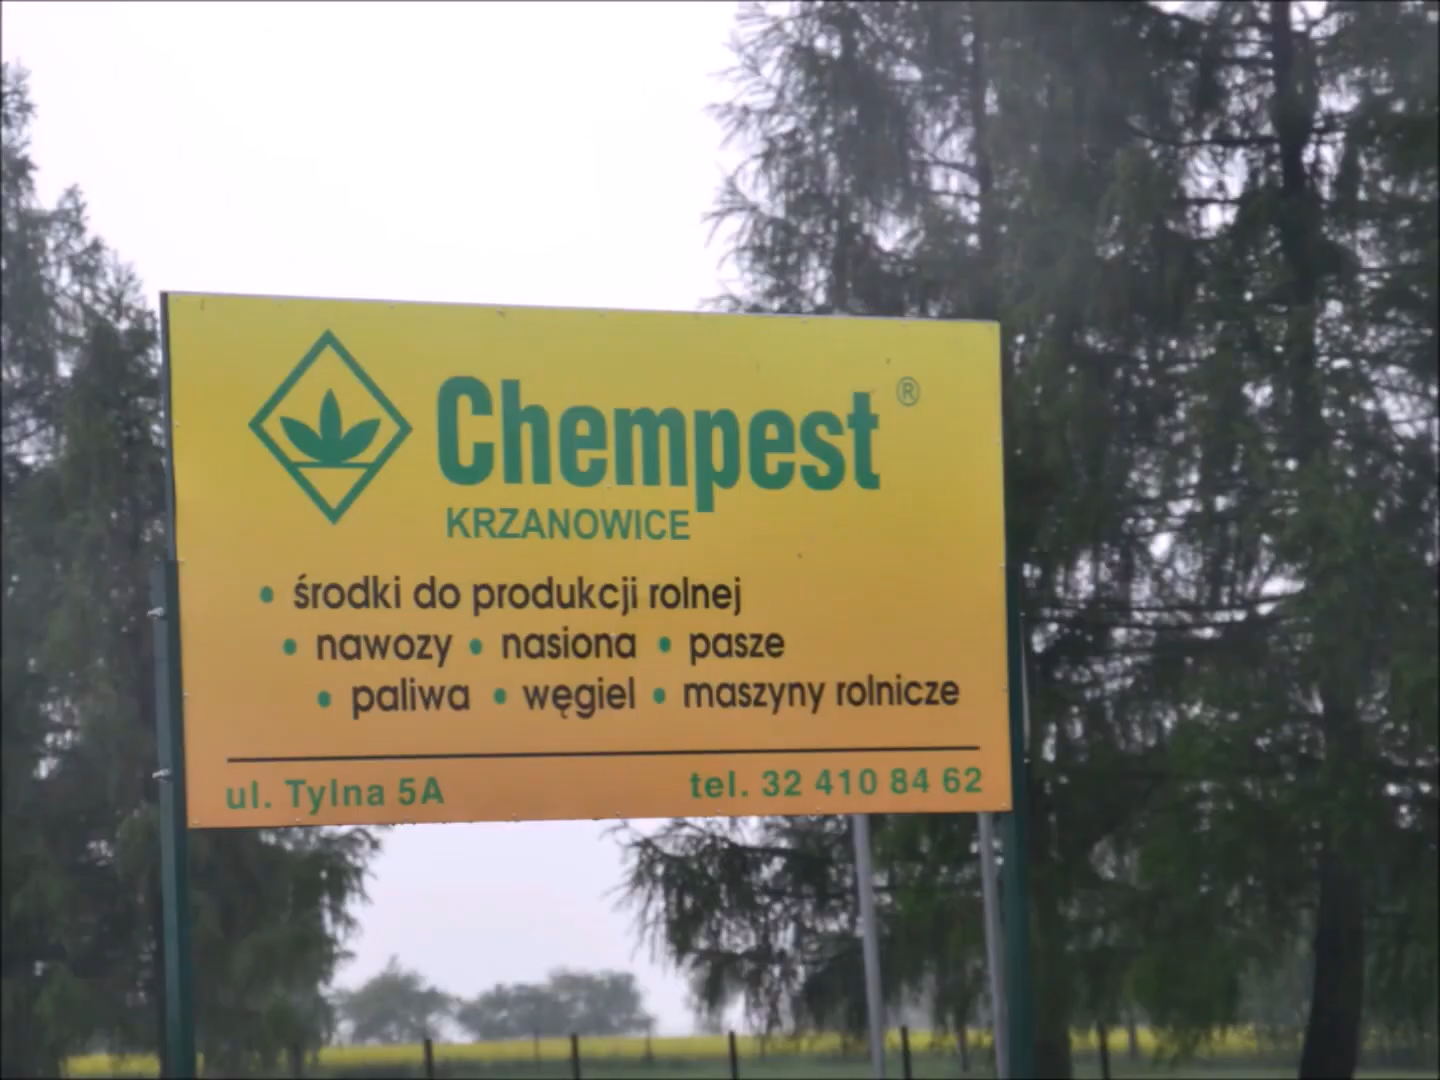 Chempest ®
KRZANOWICE
• środki do produkcji rolnej
• nawozy • nasiona • pasze
• paliwa • węgiel • maszyny rolnicze
ul. Tylna 5A tel. 32 410 84 62